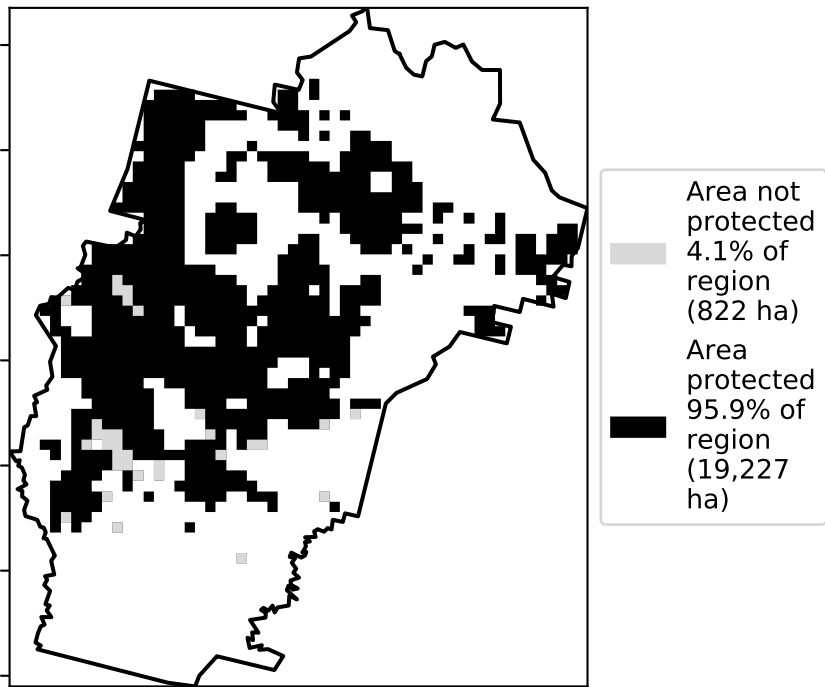 Area not
protected
4.1% of
region
(822 ha)
Area
protected
95.9% of
region
(19,227
ha)